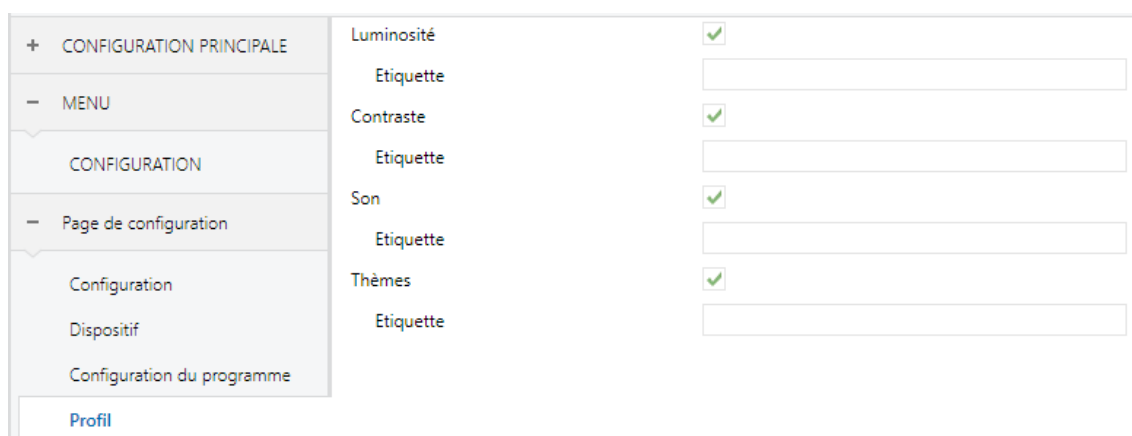 + CONFIGURATION PRINCIPALE
− MENU
CONFIGURATION
− Page de configuration
Configuration
Dispositif
Configuration du programme
Profil
Luminosité
Etiquette
Contraste
Etiquette
Son
Etiquette
Thèmes
Etiquette